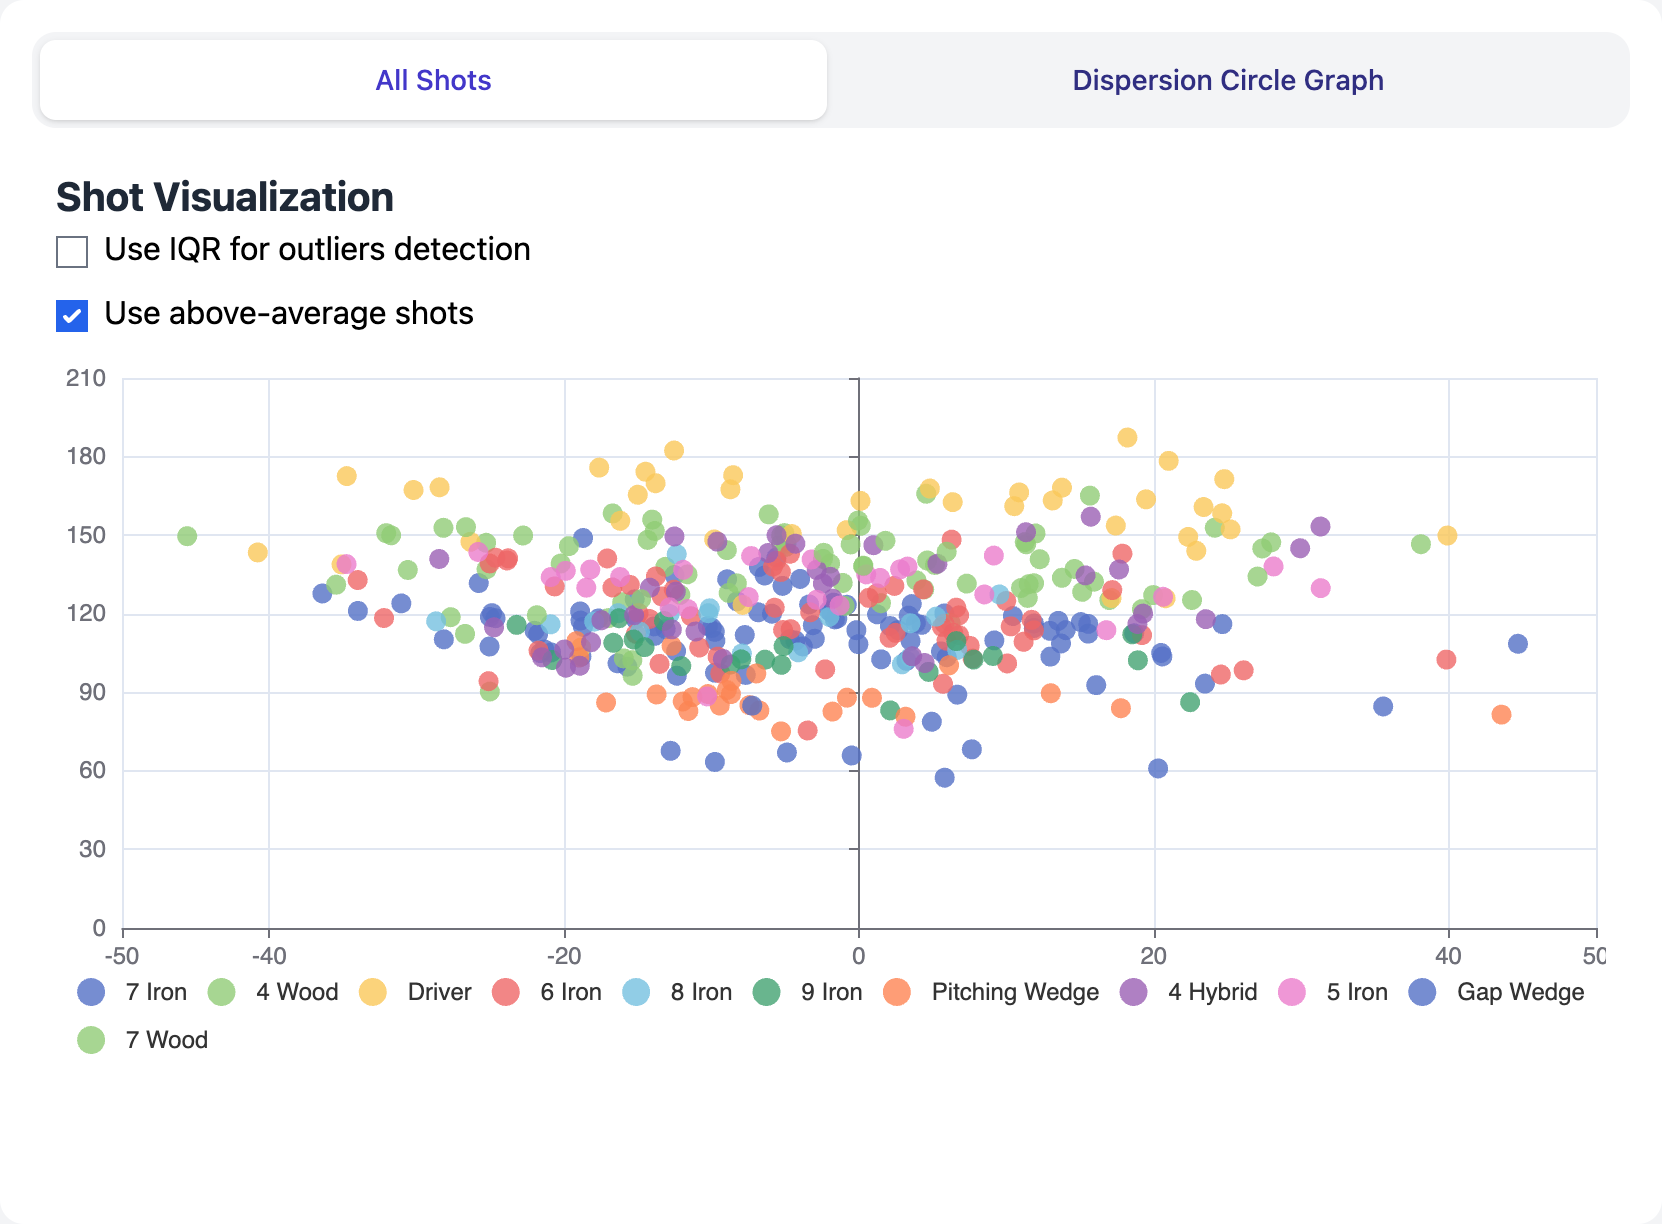 All Shots Dispersion Circle Graph
Shot Visualization
Use IQR for outliers detection
Use above-average shots
210
180
150
120
90
60
30
0
-50 -40 -20 0 20 40 50
7 Iron 4 Wood Driver 6 Iron 8 Iron 9 Iron Pitching Wedge 4 Hybrid 5 Iron Gap Wedge
7 Wood